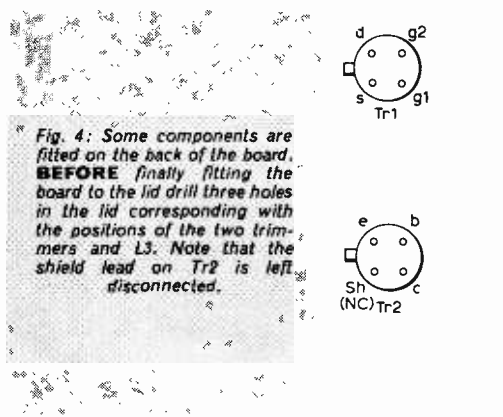 d g2
s g1
Tr1
Fig. 4: Some components are
fitted on the back of the board.
BEFORE finally fitting the
board to the lid drill three holes
in the lid corresponding with
the positions of the two trim-
mers and L3. Note that the
shield lead on Tr2 is left
disconnected.
e b
Sh c
(NC) Tr2